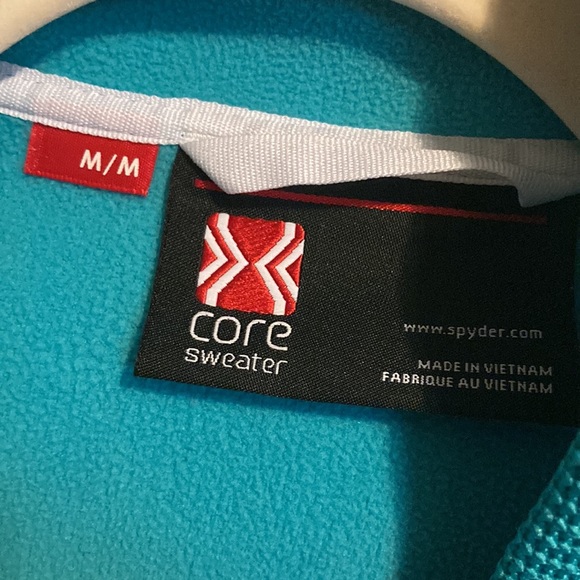 M/M
core
sweater
www.spyder.com
MADE IN VIETNAM
FABRIQUE AU VIETNAM